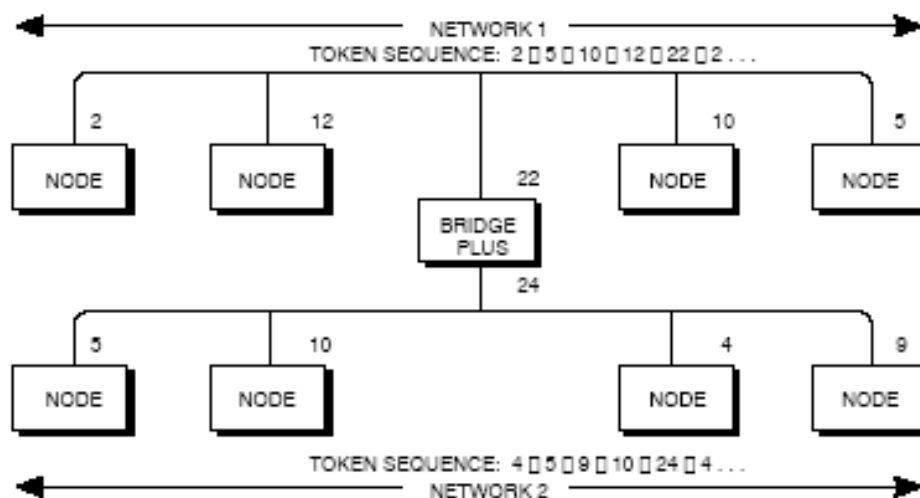 NETWORK 1
TOKEN SEQUENCE: 2 ▯ 5 ▯ 10 ▯ 12 ▯ 22 ▯ 2 . . .
2 12 10 5
NODE NODE NODE NODE
22
BRIDGE
PLUS
24
5 10 4 9
NODE NODE NODE NODE
TOKEN SEQUENCE: 4 ▯ 5 ▯ 9 ▯ 10 ▯ 24 ▯ 4 . . .
NETWORK 2